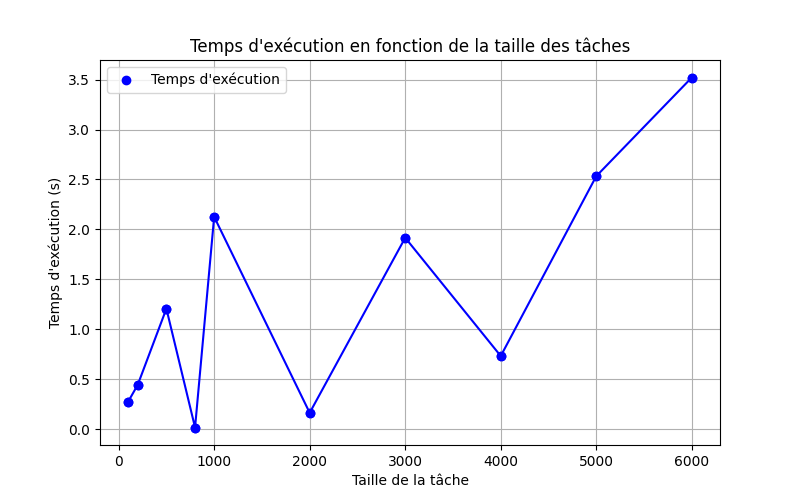 Temps d'exécution en fonction de la taille des tâches
Temps d'exécution
3.5
3.0
2.5
2.0
1.5
1.0
0.5
0.0
Temps d'exécution (s)
0 1000 2000 3000 4000 5000 6000
Taille de la tâche